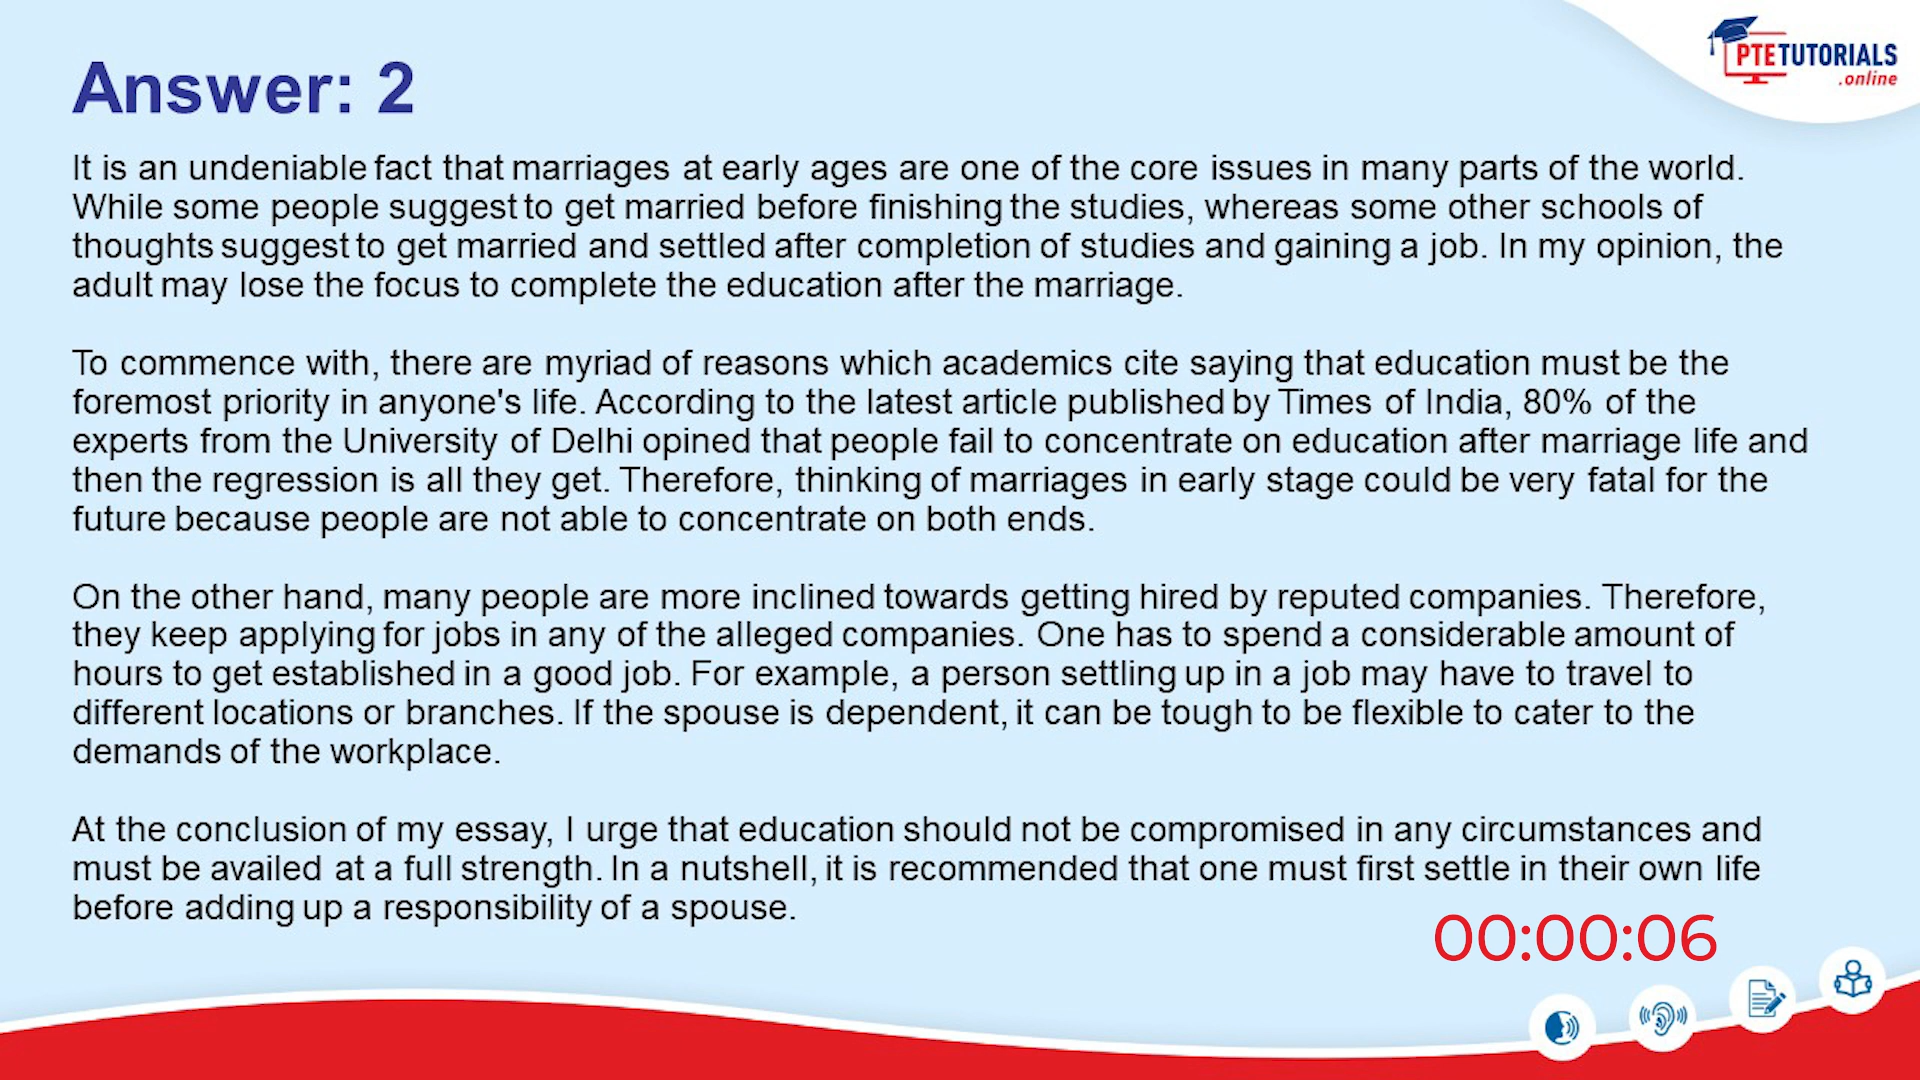 PTETUTORIALS
.online
Answer: 2
It is an undeniable fact that marriages at early ages are one of the core issues in many parts of the world.
While some people suggest to get married before finishing the studies, whereas some other schools of
thoughts suggest to get married and settled after completion of studies and gaining a job. In my opinion, the
adult may lose the focus to complete the education after the marriage.
To commence with, there are myriad of reasons which academics cite saying that education must be the
foremost priority in anyone's life. According to the latest article published by Times of India, 80% of the
experts from the University of Delhi opined that people fail to concentrate on education after marriage life and
then the regression is all they get. Therefore, thinking of marriages in early stage could be very fatal for the
future because people are not able to concentrate on both ends.
On the other hand, many people are more inclined towards getting hired by reputed companies. Therefore,
they keep applying for jobs in any of the alleged companies. One has to spend a considerable amount of
hours to get established in a good job. For example, a person settling up in a job may have to travel to
different locations or branches. If the spouse is dependent, it can be tough to be flexible to cater to the
demands of the workplace.
At the conclusion of my essay, I urge that education should not be compromised in any circumstances and
must be availed at a full strength. In a nutshell, it is recommended that one must first settle in their own life
before adding up a responsibility of a spouse.
00:00:06